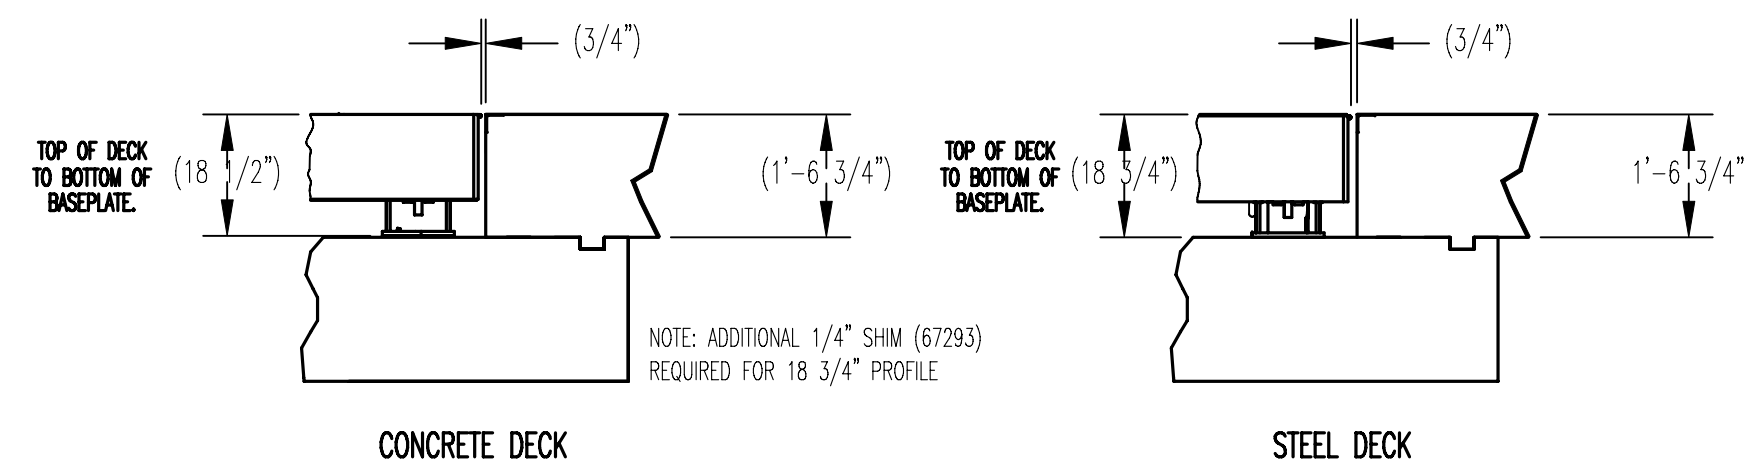 (3/4")
TOP OF DECK
TO BOTTOM OF
BASEPLATE.
(18 1/2")
(1'-6 3/4")
NOTE: ADDITIONAL 1/4" SHIM (67293)
REQUIRED FOR 18 3/4" PROFILE
CONCRETE DECK
(3/4")
TOP OF DECK
TO BOTTOM OF
BASEPLATE.
(18 3/4")
1'-6 3/4"
STEEL DECK